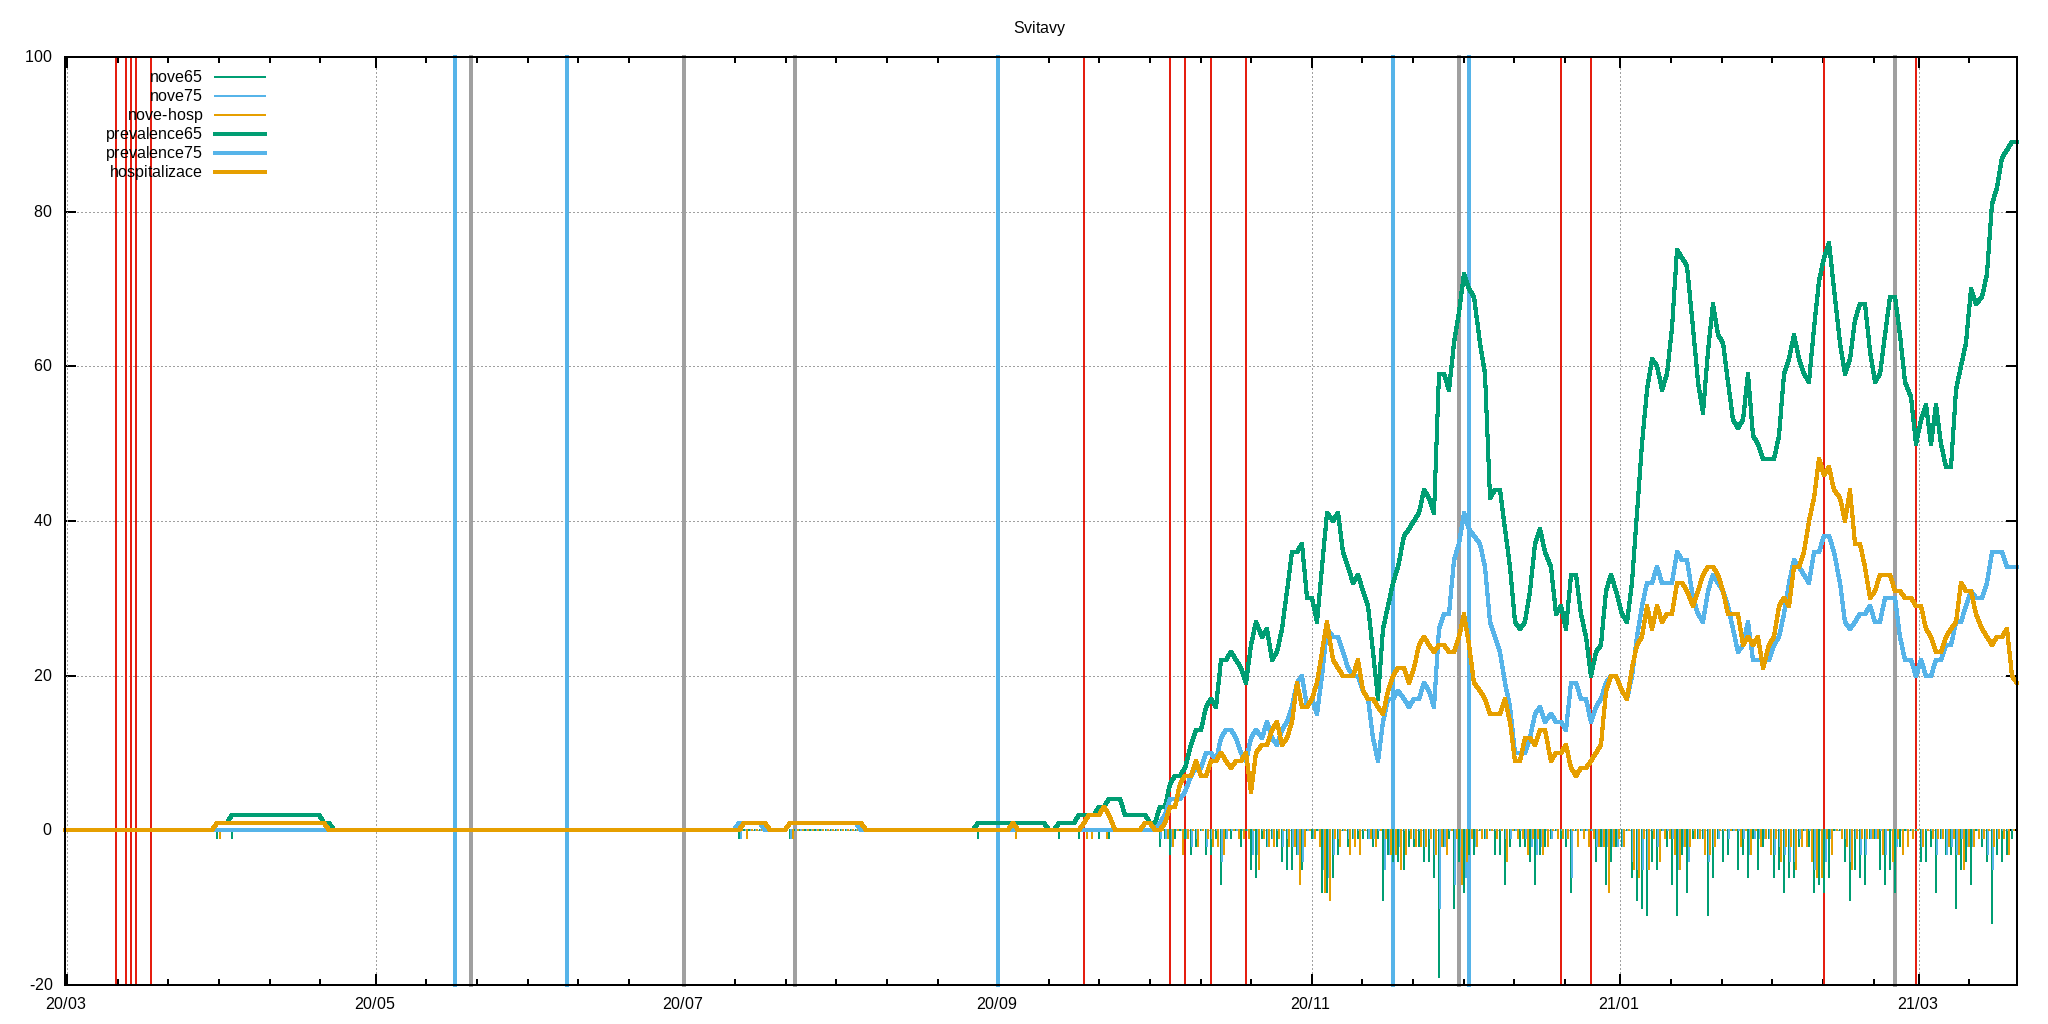 Svitavy
100
80
60
40
20
0
-20
nove65
nove75
nove-hosp
prevalence65
prevalence75
hospitalizace
20/03 20/05 20/07 20/09 20/11 21/01 21/03